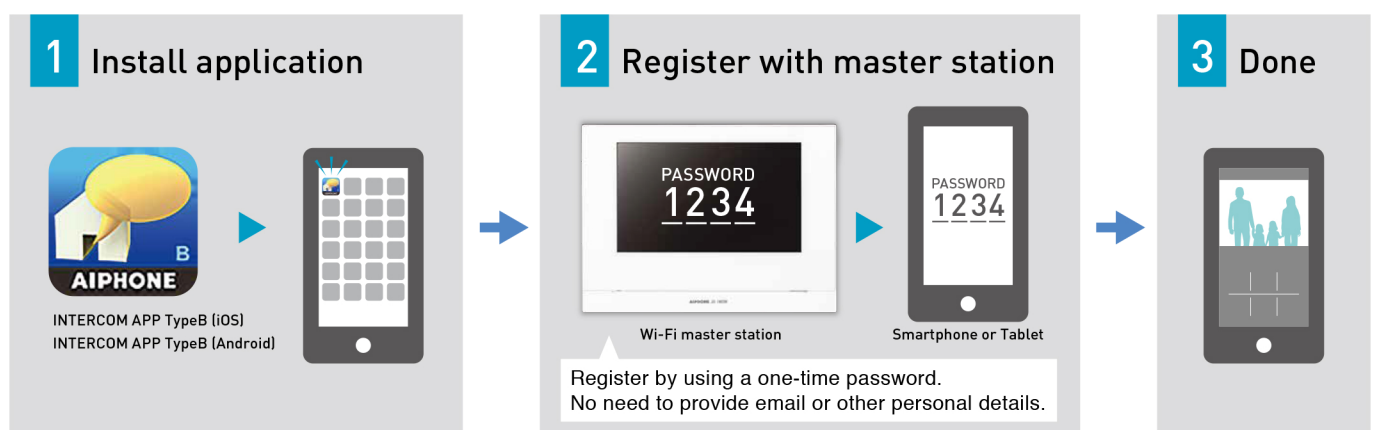 1 Install application
B
AIPHONE
INTERCOM APP TypeB (iOS)
INTERCOM APP TypeB (Android)
2 Register with master station
PASSWORD
1234
Wi-Fi master station
PASSWORD
1234
Smartphone or Tablet
Register by using a one-time password.
No need to provide email or other personal details.
3 Done